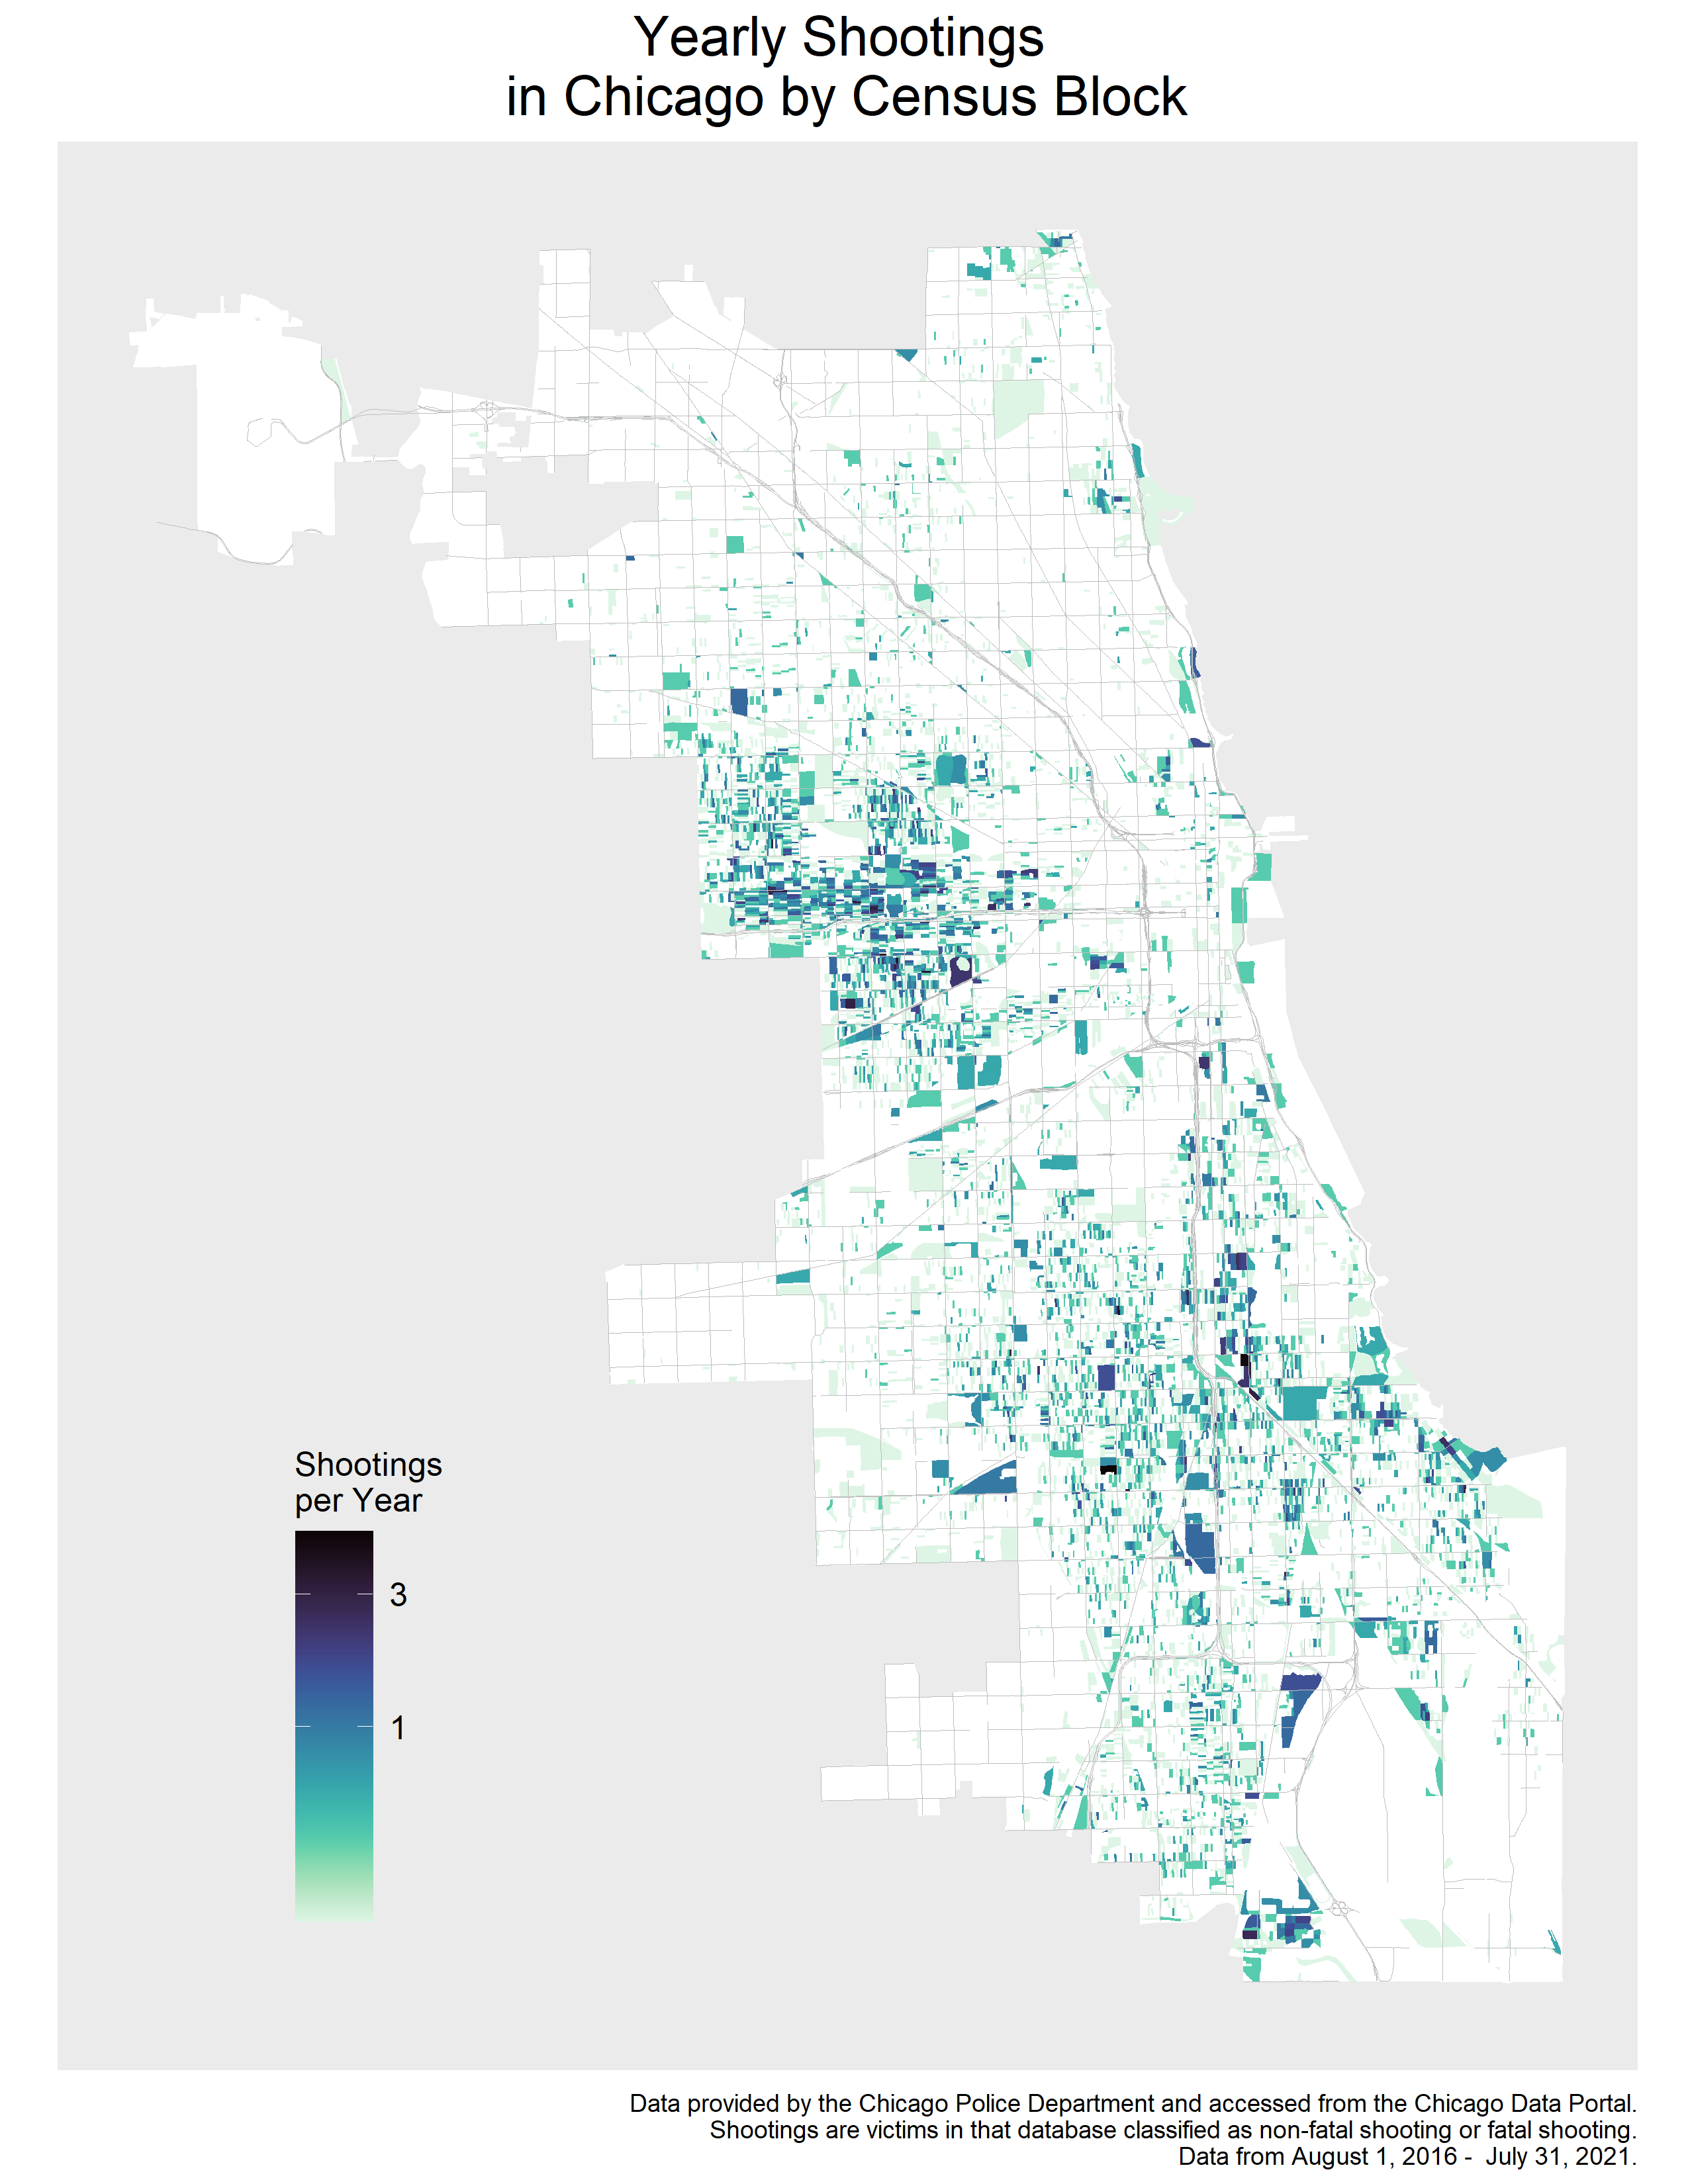 Yearly Shootings
in Chicago by Census Block
Shootings
per Year
3
1
Data provided by the Chicago Police Department and accessed from the Chicago Data Portal.
Shootings are victims in that database classified as non-fatal shooting or fatal shooting.
Data from August 1, 2016 -  July 31, 2021.